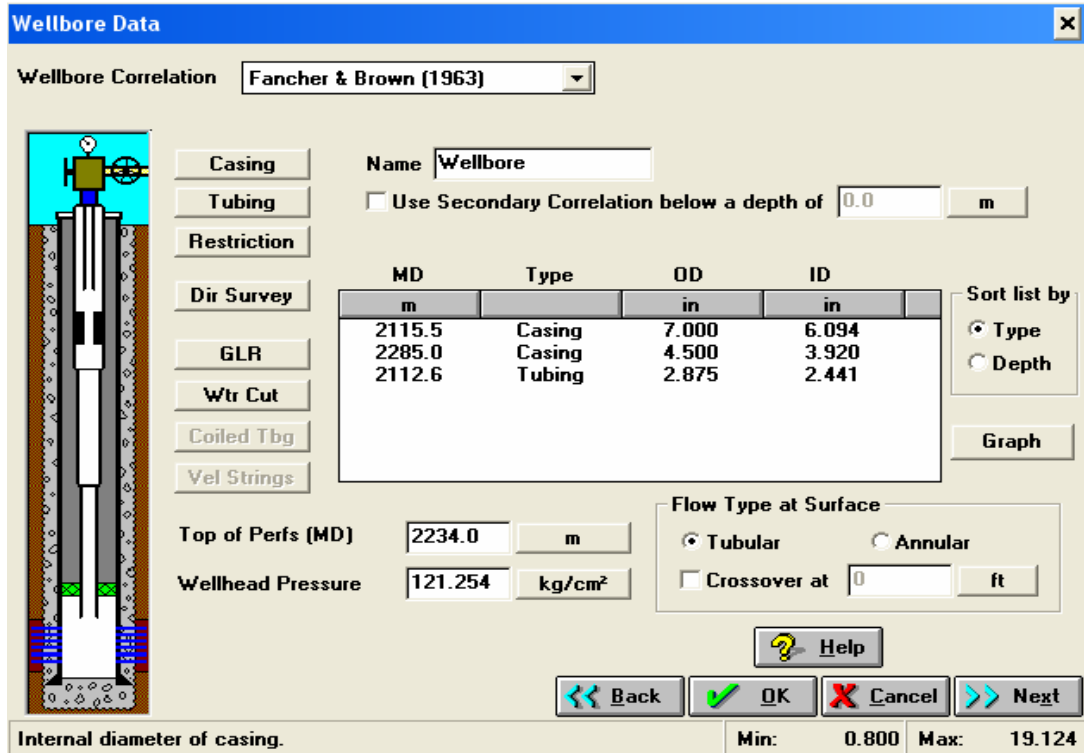 Wellbore Data
Wellbore Correlation Fancher & Brown (1963)
Casing
Tubing
Restriction
Dir Survey
GLR
Wtr Cut
Coiled Tbg
Vel Strings
Name Wellbore
Use Secondary Correlation below a depth of 0.0 m
MD Type OD ID
m in in
2115.5 Casing 7.000 6.094
2285.0 Casing 4.500 3.920
2112.6 Tubing 2.875 2.441
Sort list by
Type
Depth
Graph
Top of Perfs (MD) 2234.0 m
Wellhead Pressure 121.254 kg/cm²
Flow Type at Surface
Tubular Annular
Crossover at 0 ft
Help
Back OK Cancel Next
Internal diameter of casing. Min: 0.800 Max: 19.124